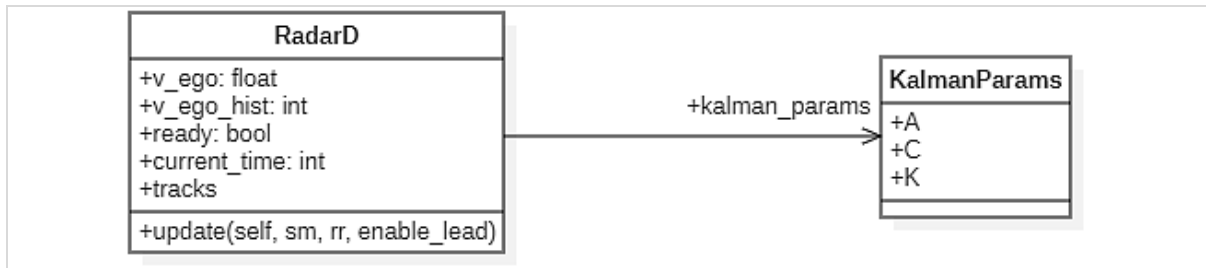 RadarD
+v_ego: float
+v_ego_hist: int
+ready: bool
+current_time: int
+tracks
+update(self, sm, rr, enable_lead)
+kalman_params
KalmanParams
+A
+C
+K